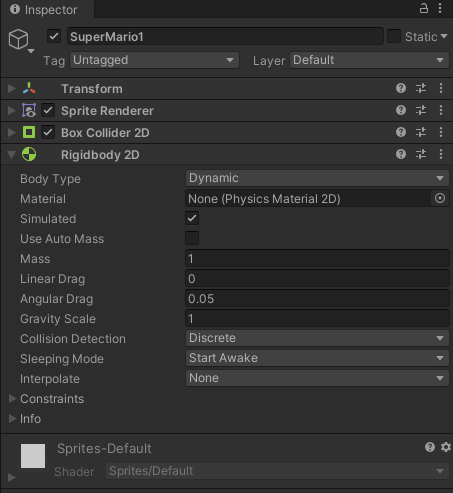 Inspector
SuperMario1
Static
Tag Untagged Layer Default
Transform
Sprite Renderer
Box Collider 2D
Rigidbody 2D
Body Type Dynamic
Material None (Physics Material 2D)
Simulated
Use Auto Mass
Mass 1
Linear Drag 0
Angular Drag 0.05
Gravity Scale 1
Collision Detection Discrete
Sleeping Mode Start Awake
Interpolate None
Constraints
Info
Sprites-Default
Shader Sprites/Default